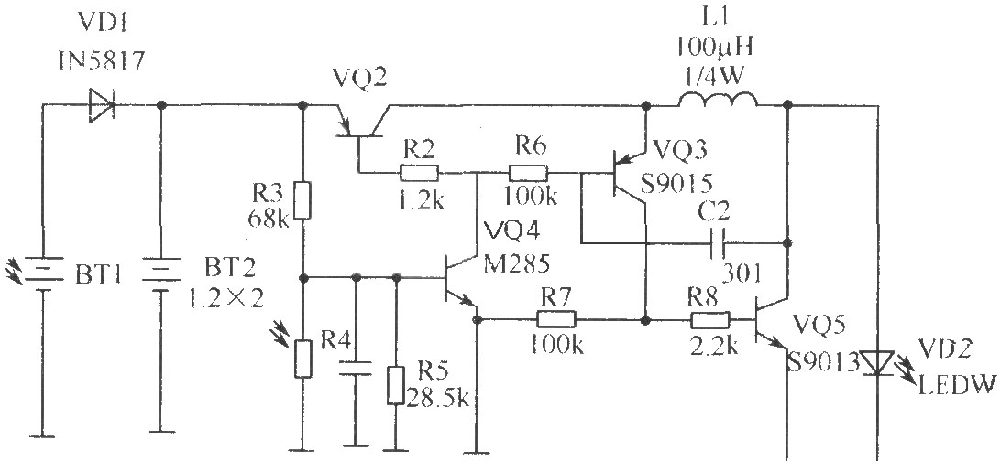 VD1
IN5817
L1
100μH
1/4W
VQ2
R2
1.2k
R6
100k
VQ3
S9015
R3
68k
C2
301
VQ4
M285
BT1
BT2
1.2×2
R7
100k
R8
2.2k
R4
R5
28.5k
VQ5
S9013
VD2
LEDW